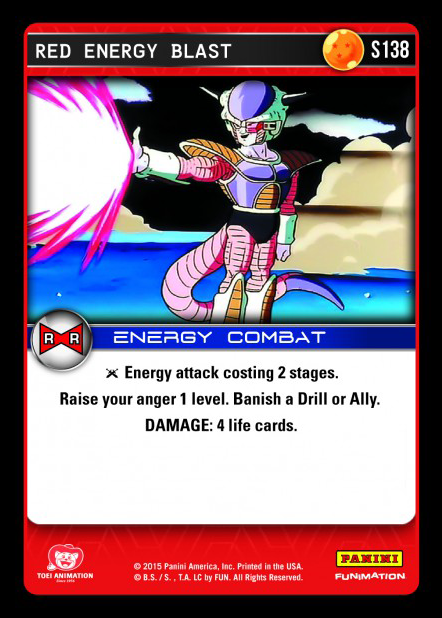 RED ENERGY BLAST
S138
R R
ENERGY COMBAT
Energy attack costing 2 stages.
Raise your anger 1 level. Banish a Drill or Ally.
DAMAGE: 4 life cards.
TOEI ANIMATION
Since 1956
© 2015 Panini America, Inc. Printed in the USA.
© B.S. / S. , T.A. LC by FUN. All Rights Reserved.
PANINI
FUNIMATION